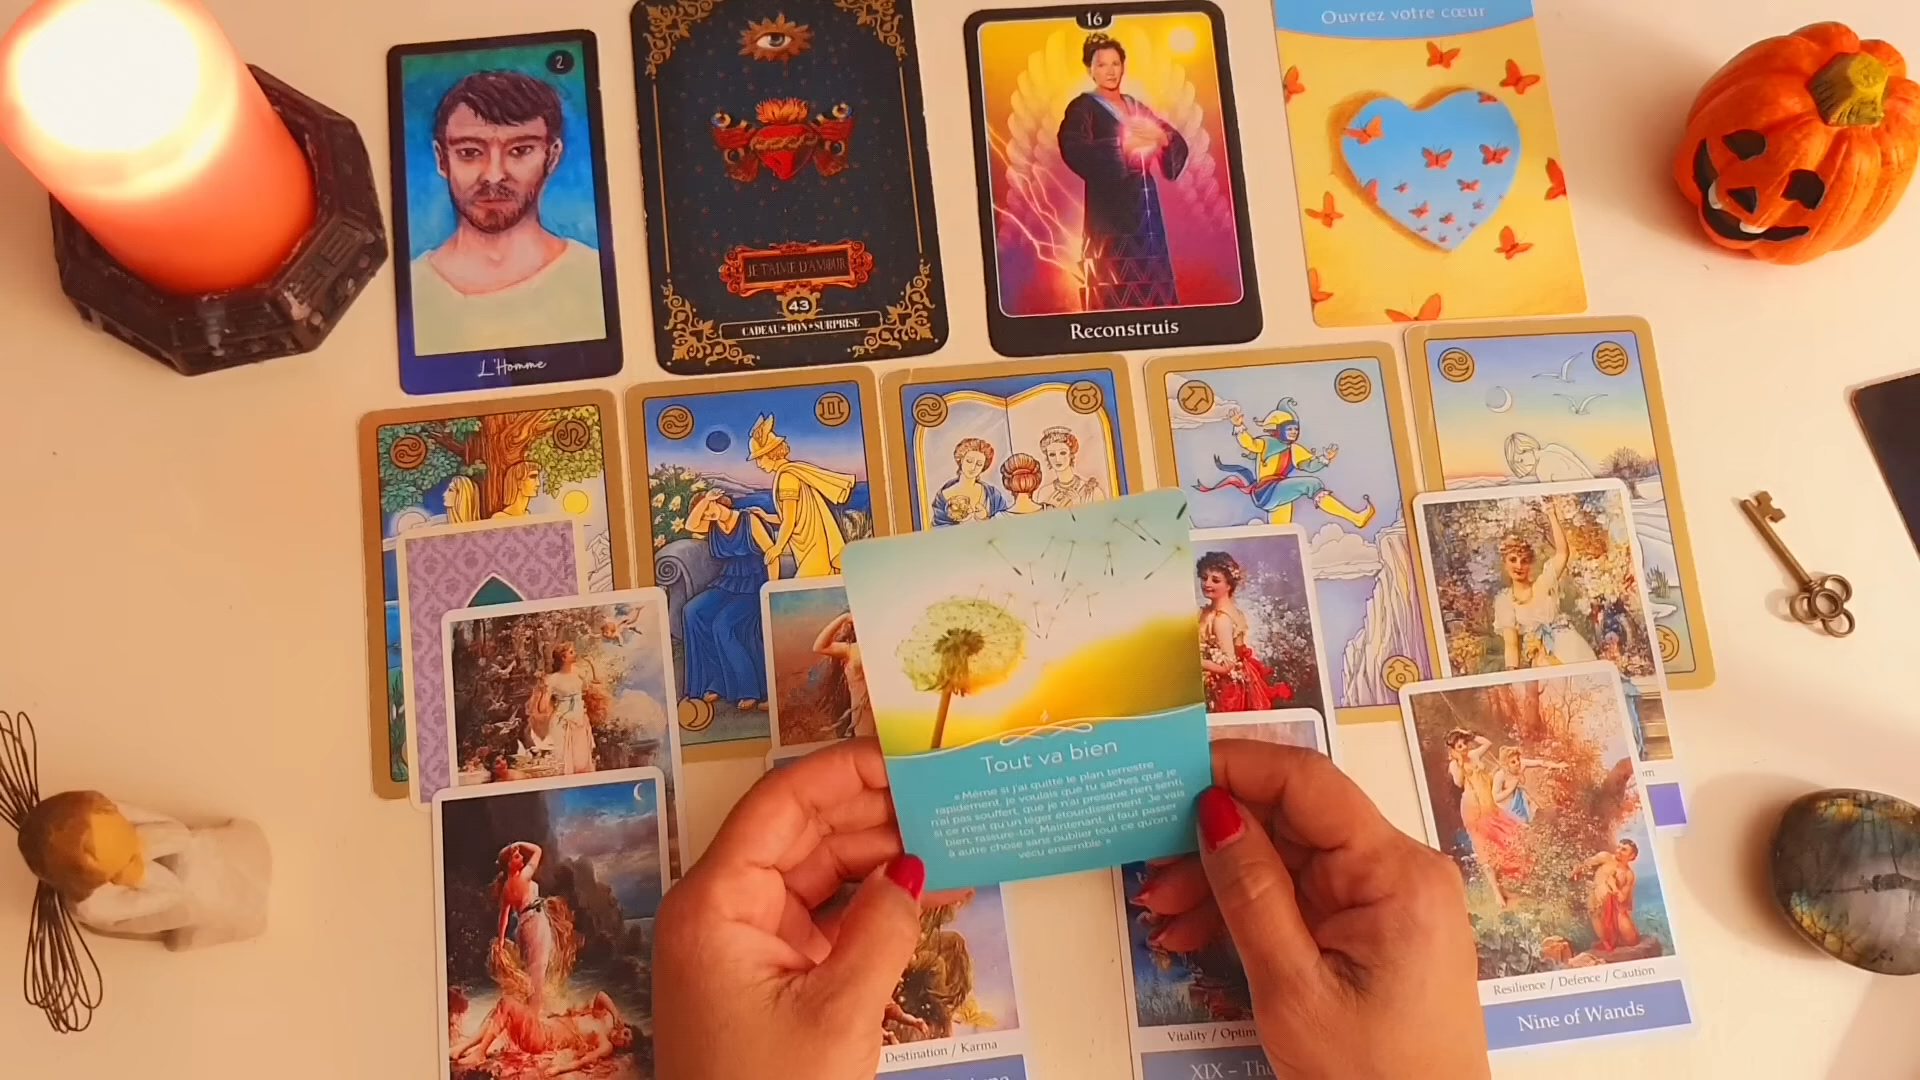 2
L'Homme
JE T'AIME D'AMOUR
43
CADEAU • DON • SURPRISE
16
Reconstruis
Ouvrez votre cœur
Tout va bien
« Même si j'ai quitté le plan terrestre
rapidement, je voulais que tu saches que je
n'ai pas souffert, que je n'ai presque rien senti
si ce n'est qu'un léger étourdissement. Je vais
bien, rassure-toi. Maintenant, il faut passer
à autre chose sans oublier tout ce qu'on a
vécu ensemble. »
Destination / Karma
Vitality / Optim
XIX – The
Resilience / Defence / Caution
Nine of Wands